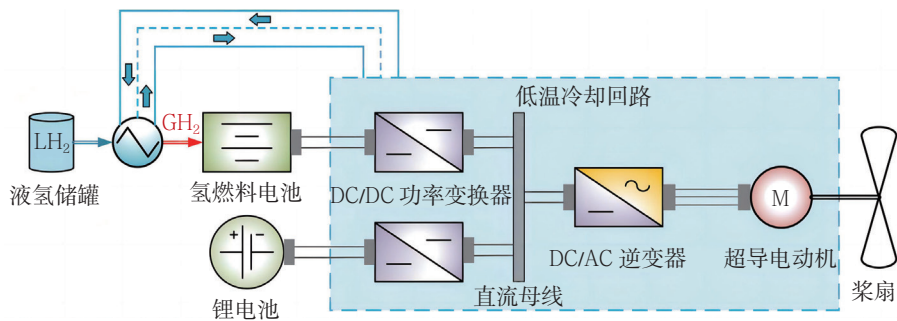 低温冷却回路
LH₂
GH₂
液氢储罐
氢燃料电池
DC/DC 功率变换器
M
DC/AC 逆变器
超导电动机
锂电池
直流母线
桨扇